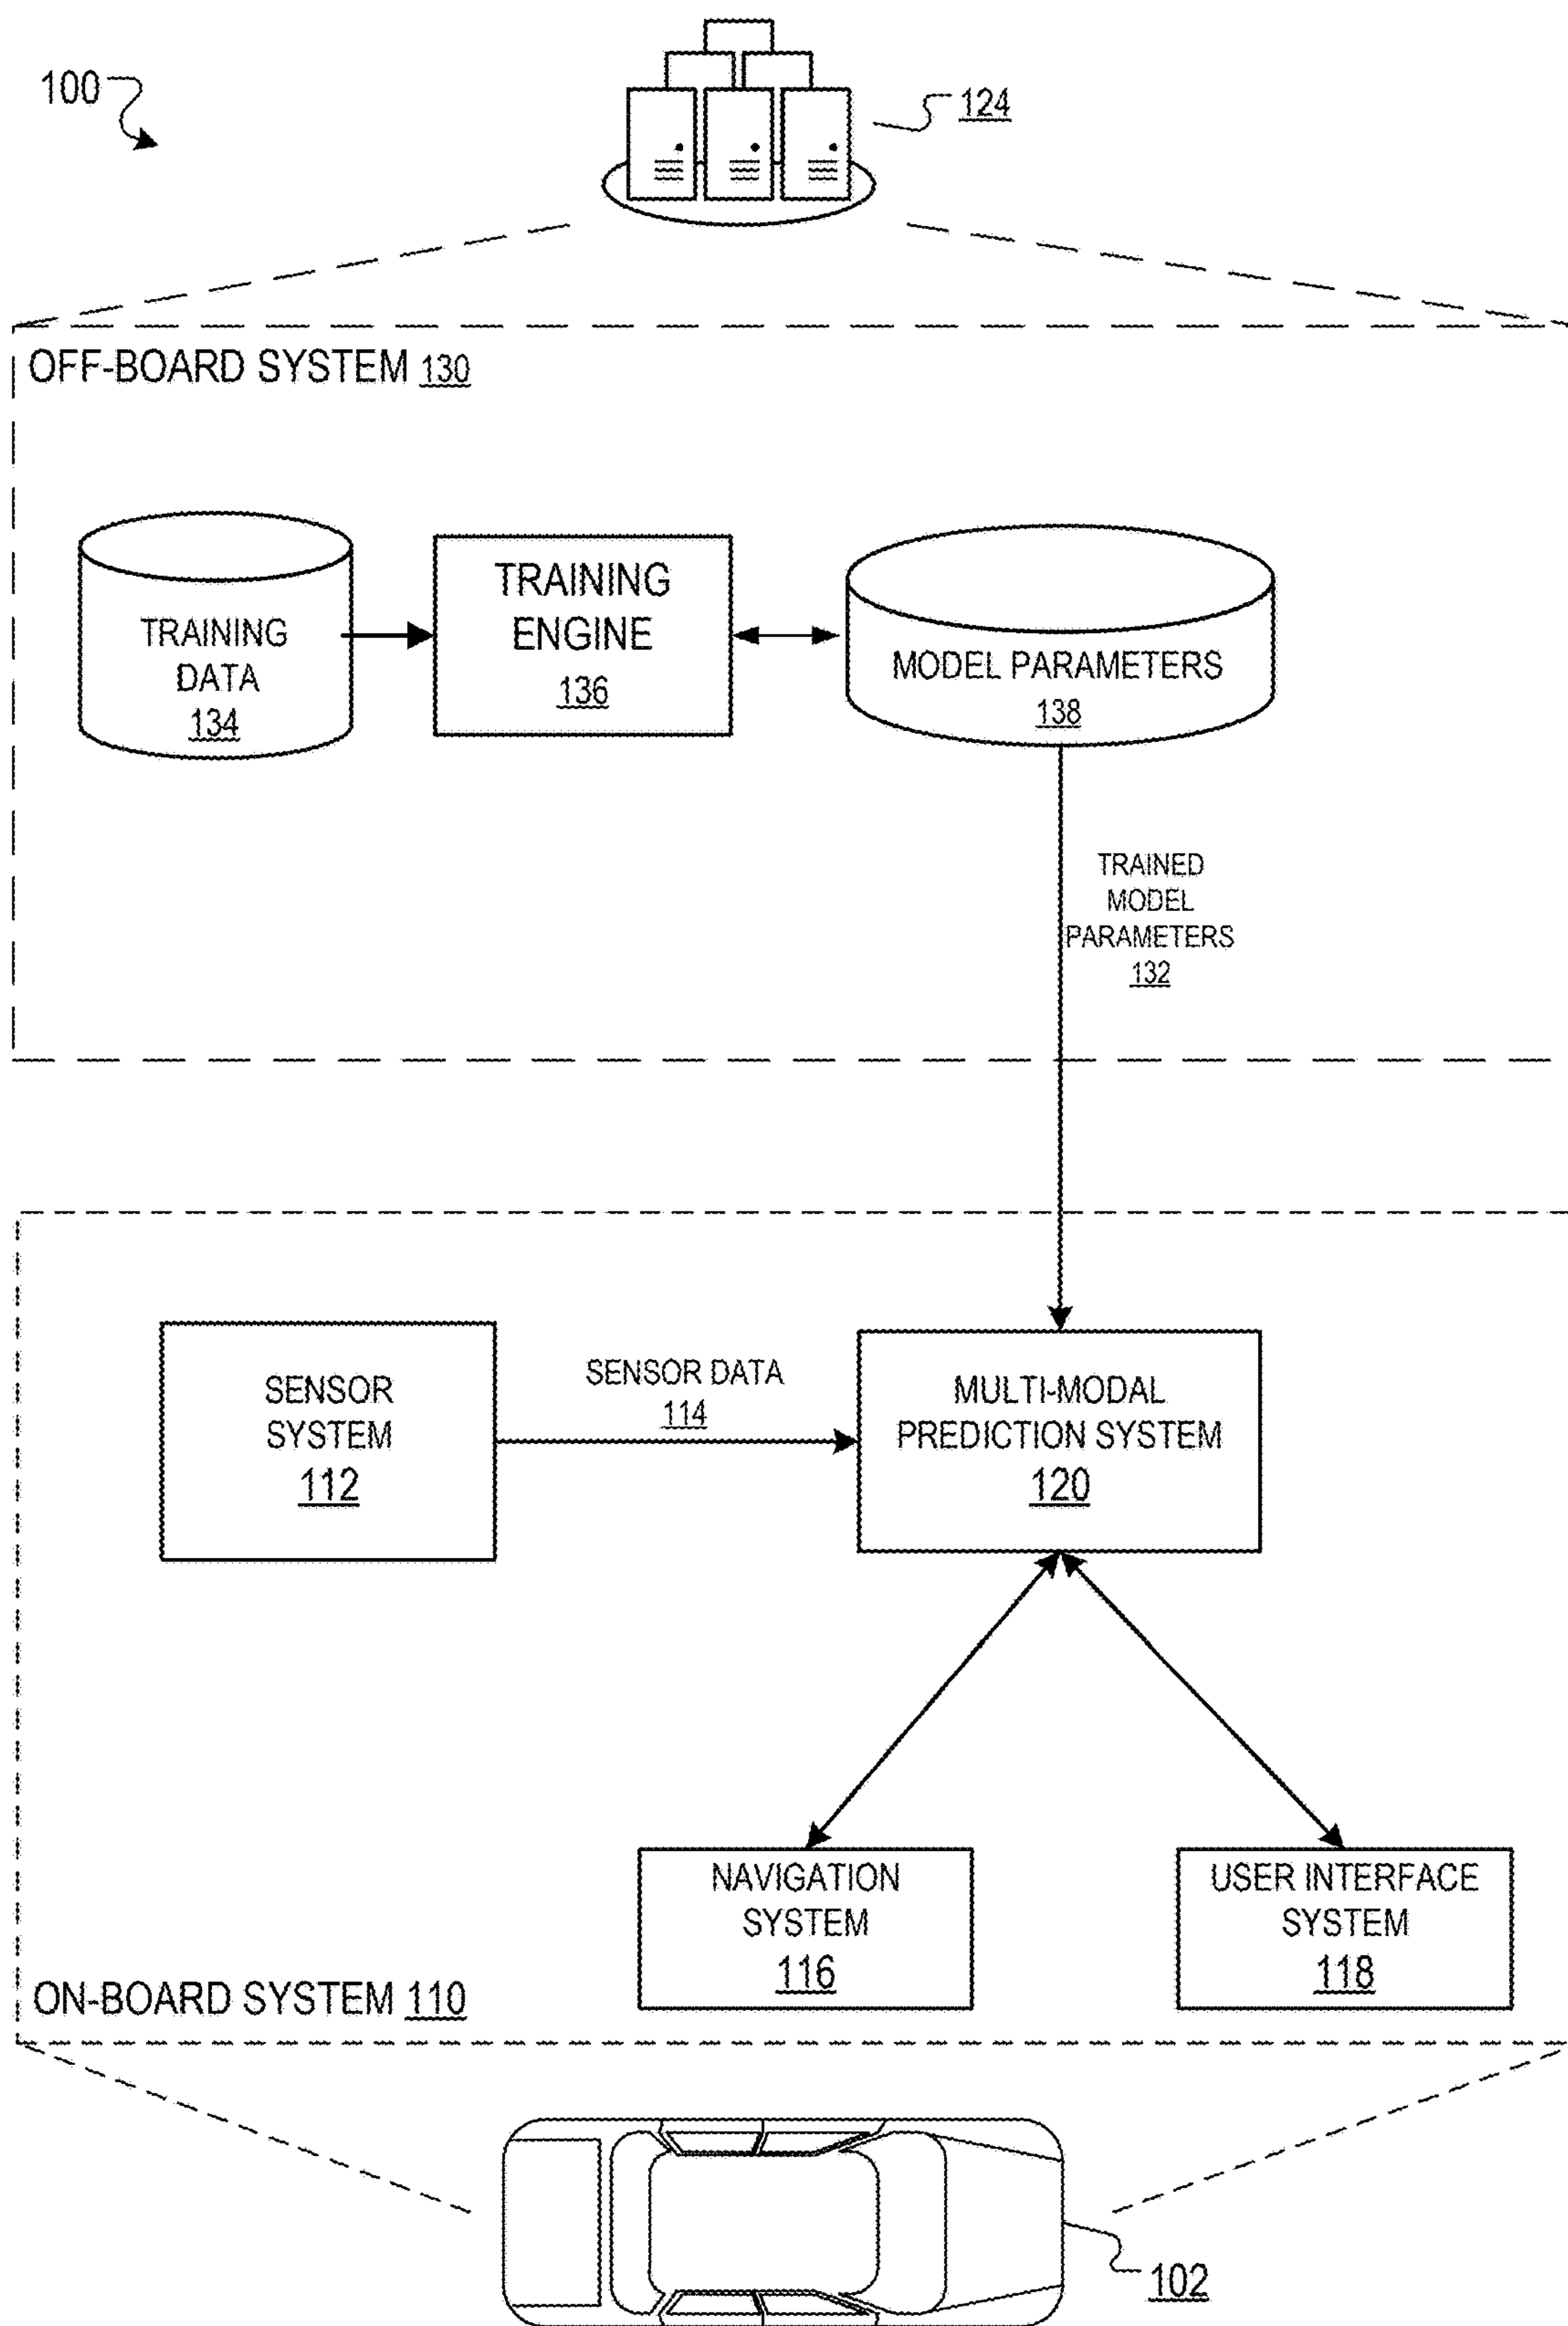 100
124
OFF-BOARD SYSTEM 130
TRAINING
DATA
134
TRAINING
ENGINE
136
MODEL PARAMETERS
138
TRAINED
MODEL
PARAMETERS
132
SENSOR
SYSTEM
112
SENSOR DATA
114
MULTI-MODAL
PREDICTION SYSTEM
120
NAVIGATION
SYSTEM
116
USER INTERFACE
SYSTEM
118
ON-BOARD SYSTEM 110
102